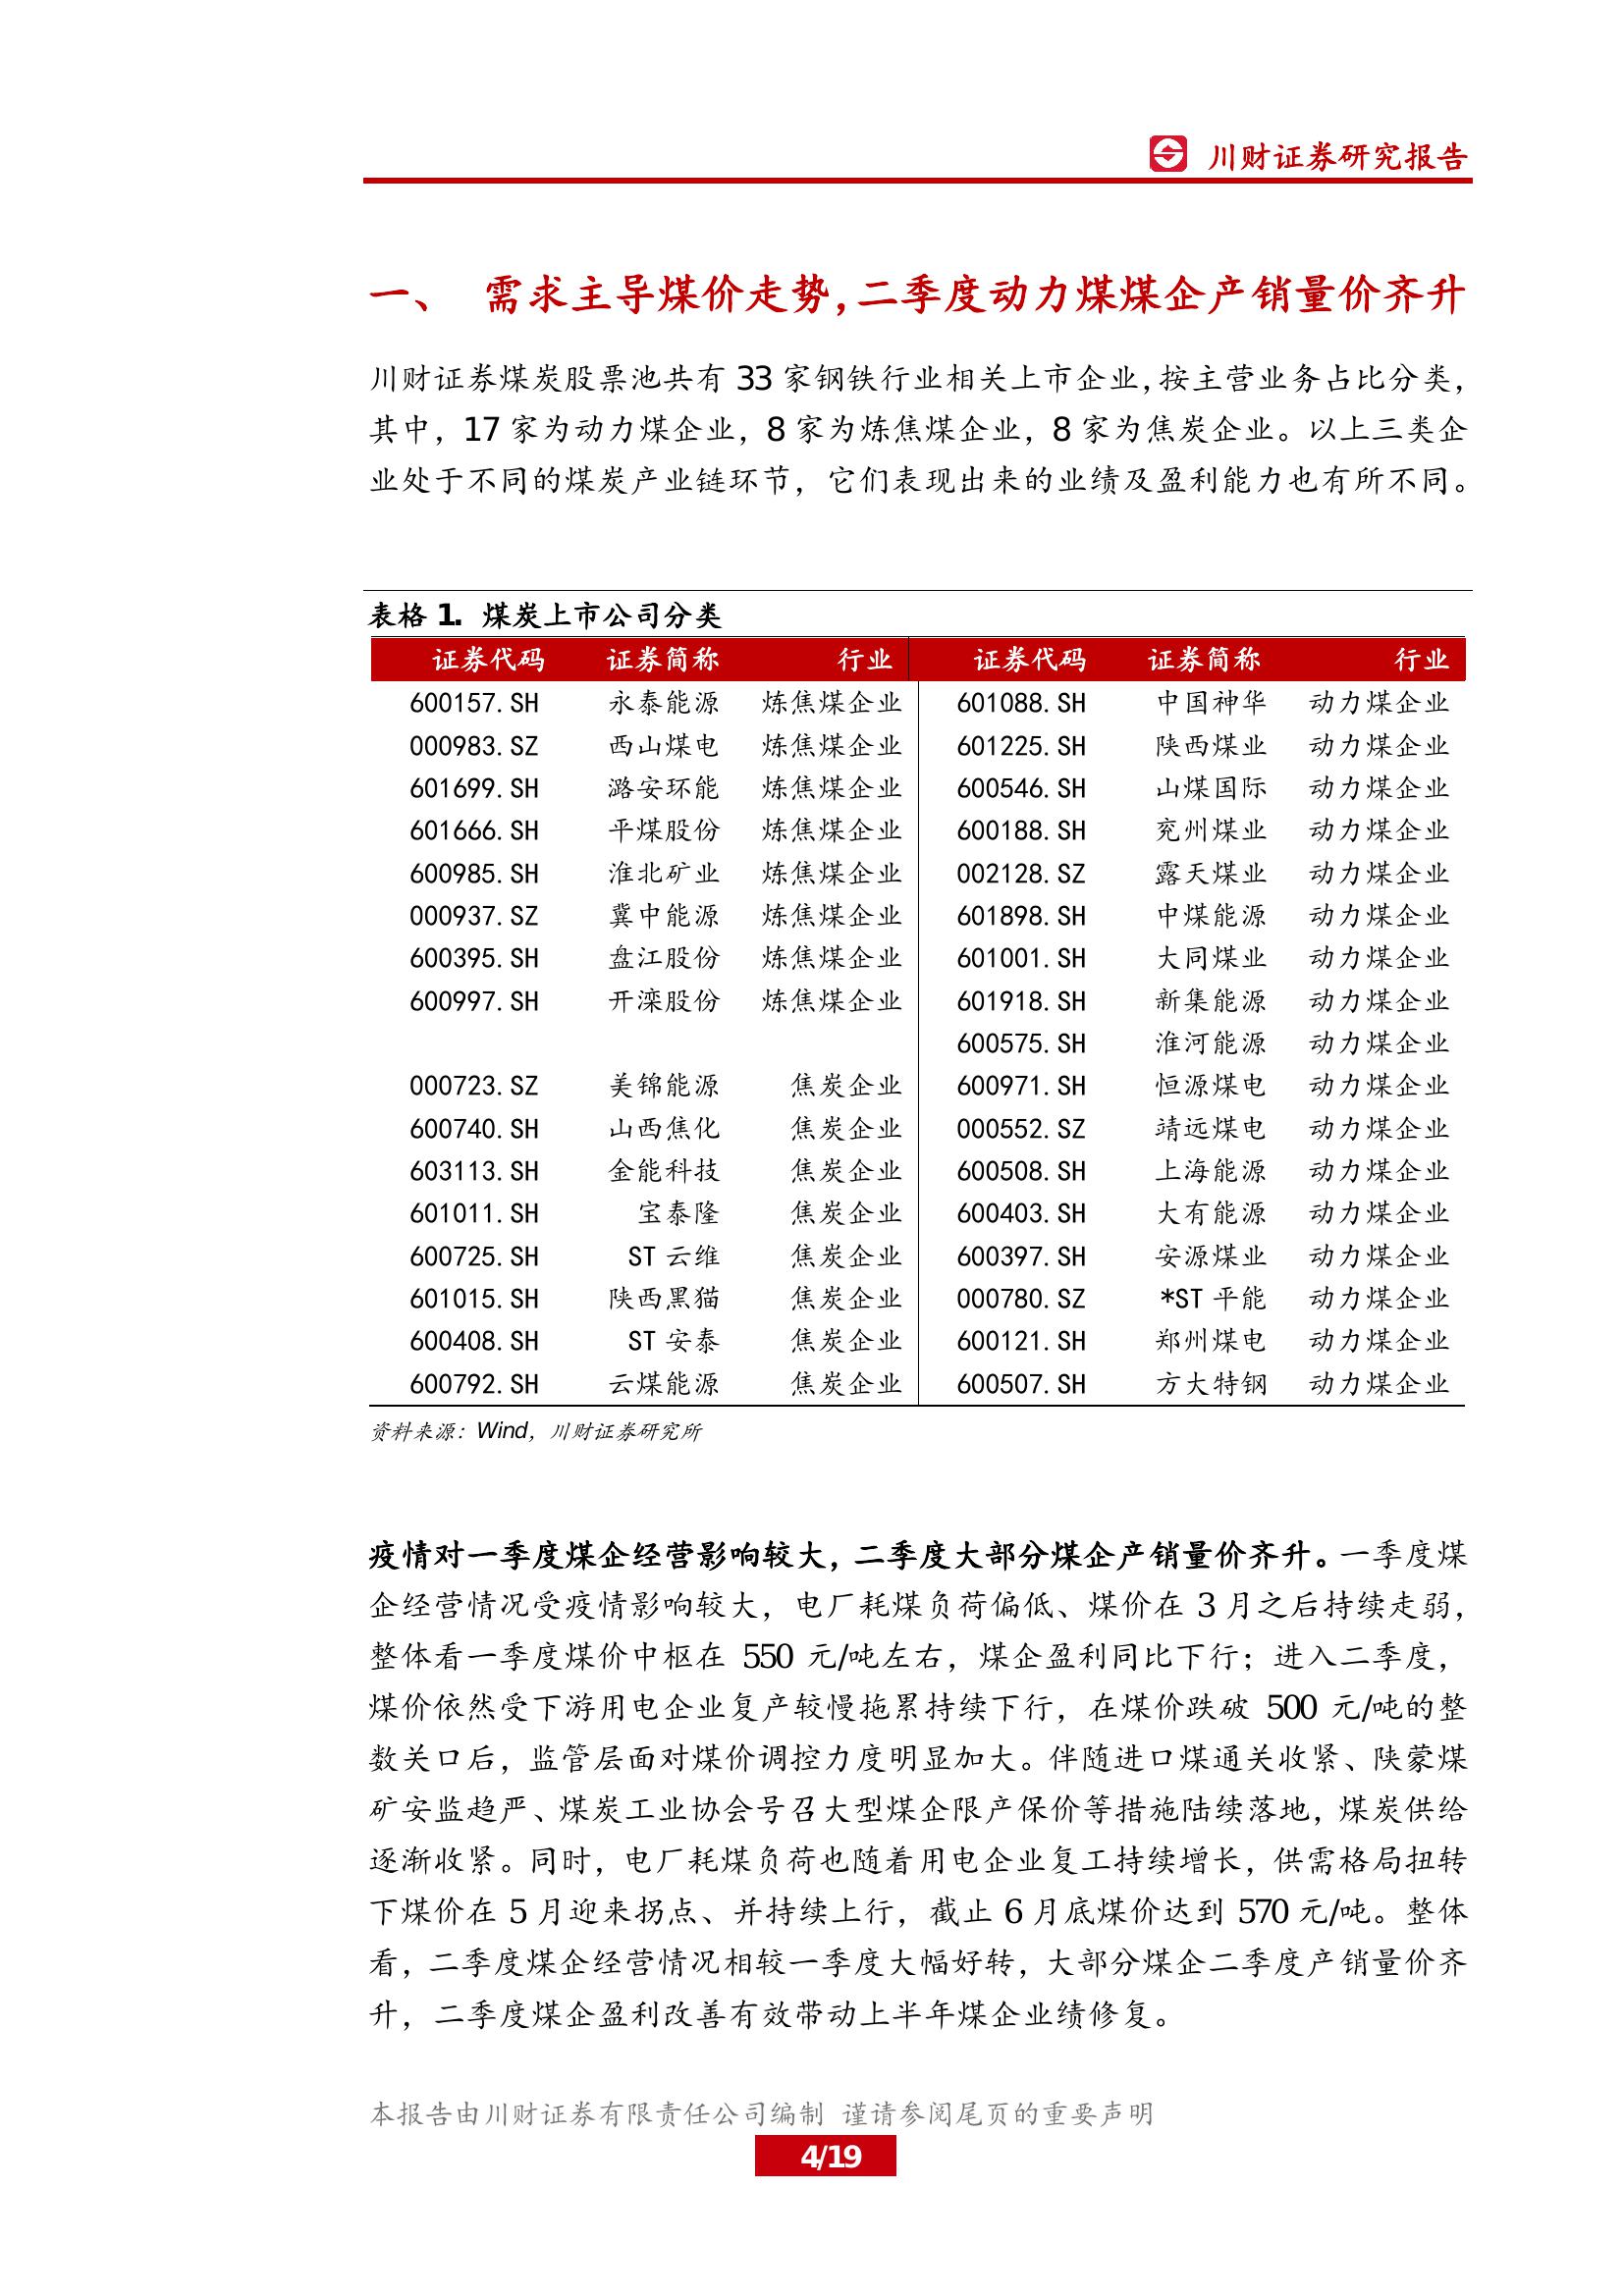 川财证券研究报告
一、 需求主导煤价走势，二季度动力煤煤企产销量价齐升
川财证券煤炭股票池共有 33 家钢铁行业相关上市企业，按主营业务占比分类，
其中，17 家为动力煤企业，8 家为炼焦煤企业，8 家为焦炭企业。以上三类企
业处于不同的煤炭产业链环节，它们表现出来的业绩及盈利能力也有所不同。
表格 1. 煤炭上市公司分类
证券代码 证券简称 行业 证券代码 证券简称 行业
600157.SH 永泰能源 炼焦煤企业 601088.SH 中国神华 动力煤企业
000983.SZ 西山煤电 炼焦煤企业 601225.SH 陕西煤业 动力煤企业
601699.SH 潞安环能 炼焦煤企业 600546.SH 山煤国际 动力煤企业
601666.SH 平煤股份 炼焦煤企业 600188.SH 兖州煤业 动力煤企业
600985.SH 淮北矿业 炼焦煤企业 002128.SZ 露天煤业 动力煤企业
000937.SZ 冀中能源 炼焦煤企业 601898.SH 中煤能源 动力煤企业
600395.SH 盘江股份 炼焦煤企业 601001.SH 大同煤业 动力煤企业
600997.SH 开滦股份 炼焦煤企业 601918.SH 新集能源 动力煤企业
600575.SH 淮河能源 动力煤企业
000723.SZ 美锦能源 焦炭企业 600971.SH 恒源煤电 动力煤企业
600740.SH 山西焦化 焦炭企业 000552.SZ 靖远煤电 动力煤企业
603113.SH 金能科技 焦炭企业 600508.SH 上海能源 动力煤企业
601011.SH 宝泰隆 焦炭企业 600403.SH 大有能源 动力煤企业
600725.SH ST 云维 焦炭企业 600397.SH 安源煤业 动力煤企业
601015.SH 陕西黑猫 焦炭企业 000780.SZ *ST 平能 动力煤企业
600408.SH ST 安泰 焦炭企业 600121.SH 郑州煤电 动力煤企业
600792.SH 云煤能源 焦炭企业 600507.SH 方大特钢 动力煤企业
资料来源：Wind，川财证券研究所
疫情对一季度煤企经营影响较大，二季度大部分煤企产销量价齐升。一季度煤
企经营情况受疫情影响较大，电厂耗煤负荷偏低、煤价在 3 月之后持续走弱，
整体看一季度煤价中枢在 550 元/吨左右，煤企盈利同比下行；进入二季度，
煤价依然受下游用电企业复产较慢拖累持续下行，在煤价跌破 500 元/吨的整
数关口后，监管层面对煤价调控力度明显加大。伴随进口煤通关收紧、陕蒙煤
矿安监趋严、煤炭工业协会号召大型煤企限产保价等措施陆续落地，煤炭供给
逐渐收紧。同时，电厂耗煤负荷也随着用电企业复工持续增长，供需格局扭转
下煤价在 5 月迎来拐点、并持续上行，截止 6 月底煤价达到 570 元/吨。整体
看，二季度煤企经营情况相较一季度大幅好转，大部分煤企二季度产销量价齐
升，二季度煤企盈利改善有效带动上半年煤企业绩修复。
本报告由川财证券有限责任公司编制 谨请参阅尾页的重要声明
4/19